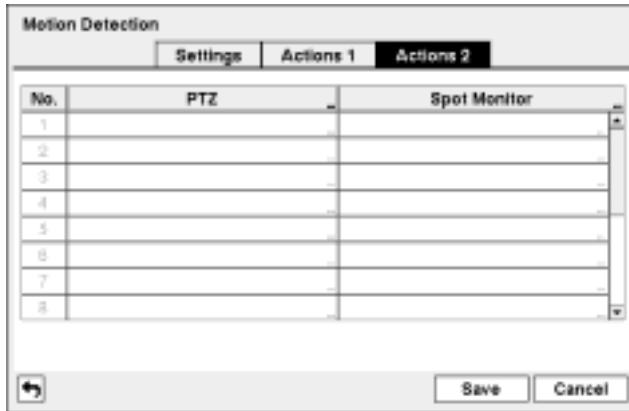 Motion Detection
Settings Actions 1 Actions 2
No. PTZ … Spot Monitor …
1 … …
2 … …
3 … …
4 … …
5 … …
6 … …
7 … …
8 … …
Save Cancel